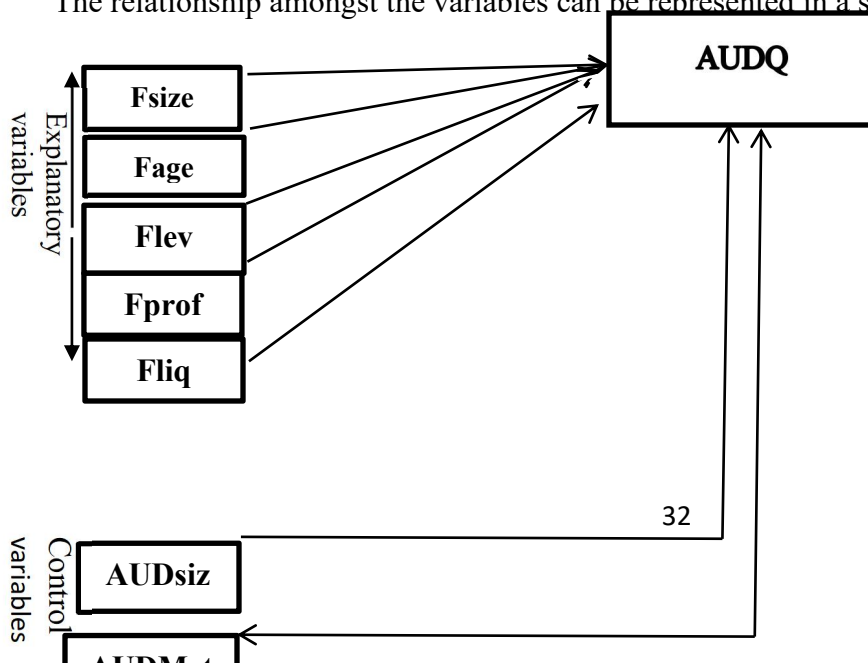 The relationship amongst the variables can be represented in a s
AUDQ
Explanatory
variables
Fsize
Fage
Flev
Fprof
Fliq
32
Control
variables
AUDsiz